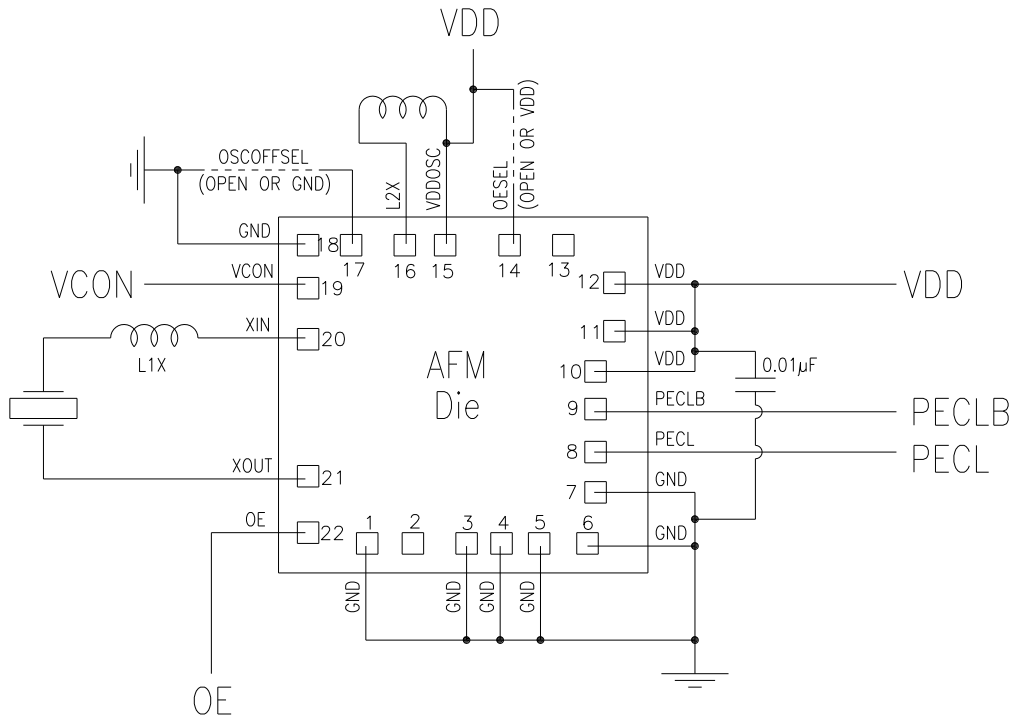 VDD
OSCOFFSEL
(OPEN OR GND)
L2X
VDDOSC
OESEL
(OPEN OR VDD)
GND
18
17
16
15
14
13
VCON
VCON
19
12
VDD
VDD
XIN
20
11
VDD
L1X
AFM
Die
10
VDD
0.01µF
9
PECLB
PECLB
8
PECL
PECL
XOUT
21
7
GND
OE
22
1
2
3
4
5
6
GND
GND
GND
GND
GND
OE